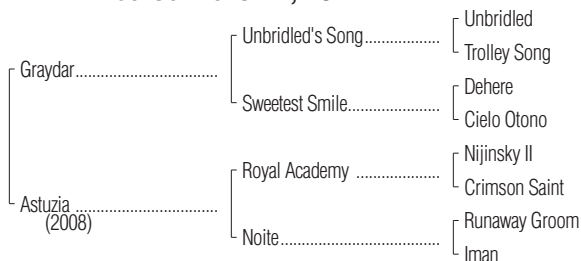 Unbridled
Unbridled's Song....................
Trolley Song
Graydar....................................
Dehere
Sweetest Smile.......................
Cielo Otono
Nijinsky II
Royal Academy .....................
Crimson Saint
Astuzia ...................................
(2008)
Runaway Groom
Noite........................................
Iman